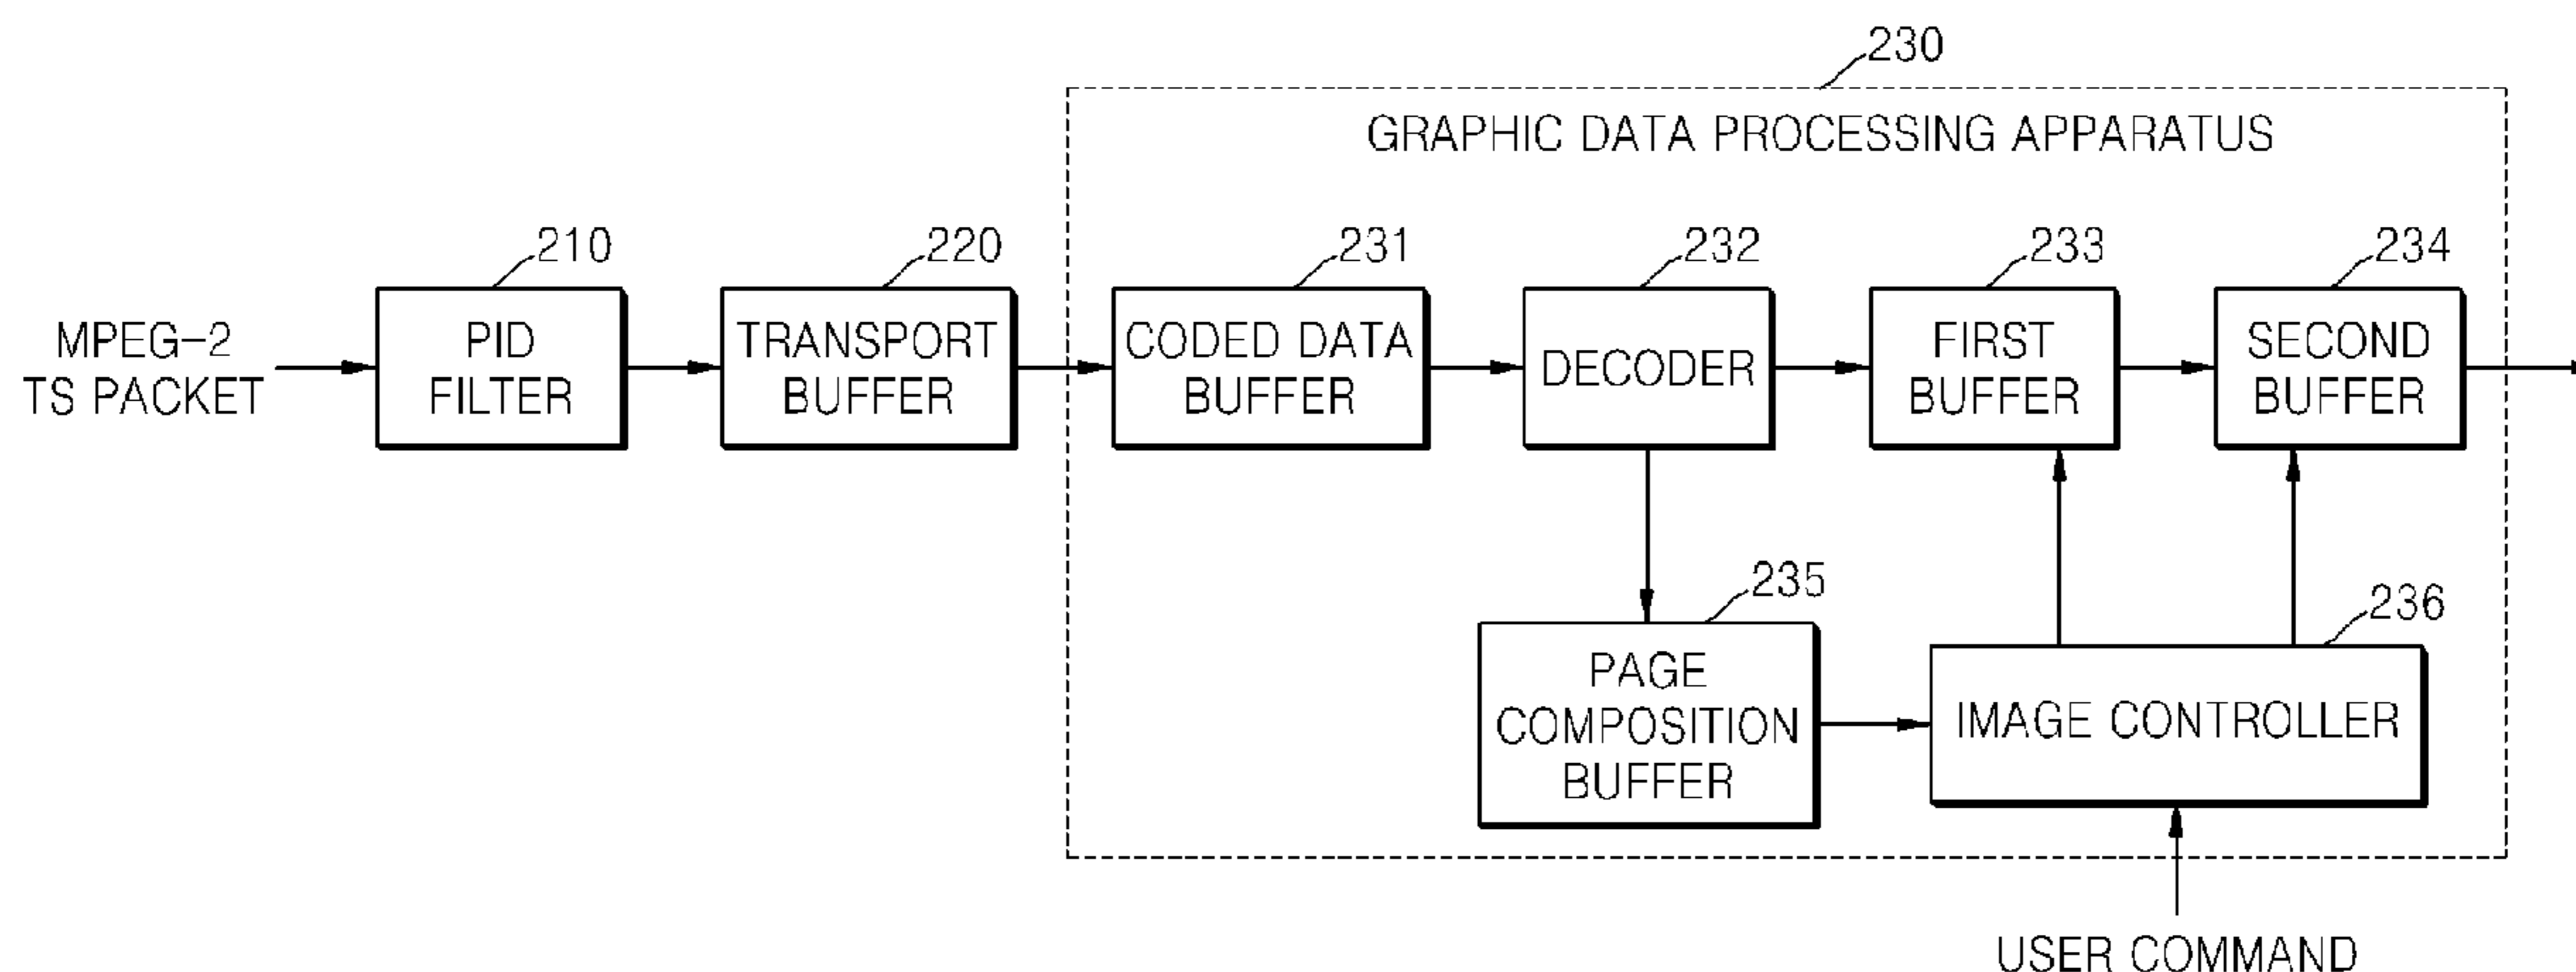 230
GRAPHIC DATA PROCESSING APPARATUS
210
220
231
232
233
234
MPEG-2
TS PACKET
PID
FILTER
TRANSPORT
BUFFER
CODED DATA
BUFFER
DECODER
FIRST
BUFFER
SECOND
BUFFER
235
236
PAGE
COMPOSITION
BUFFER
IMAGE CONTROLLER
USER COMMAND